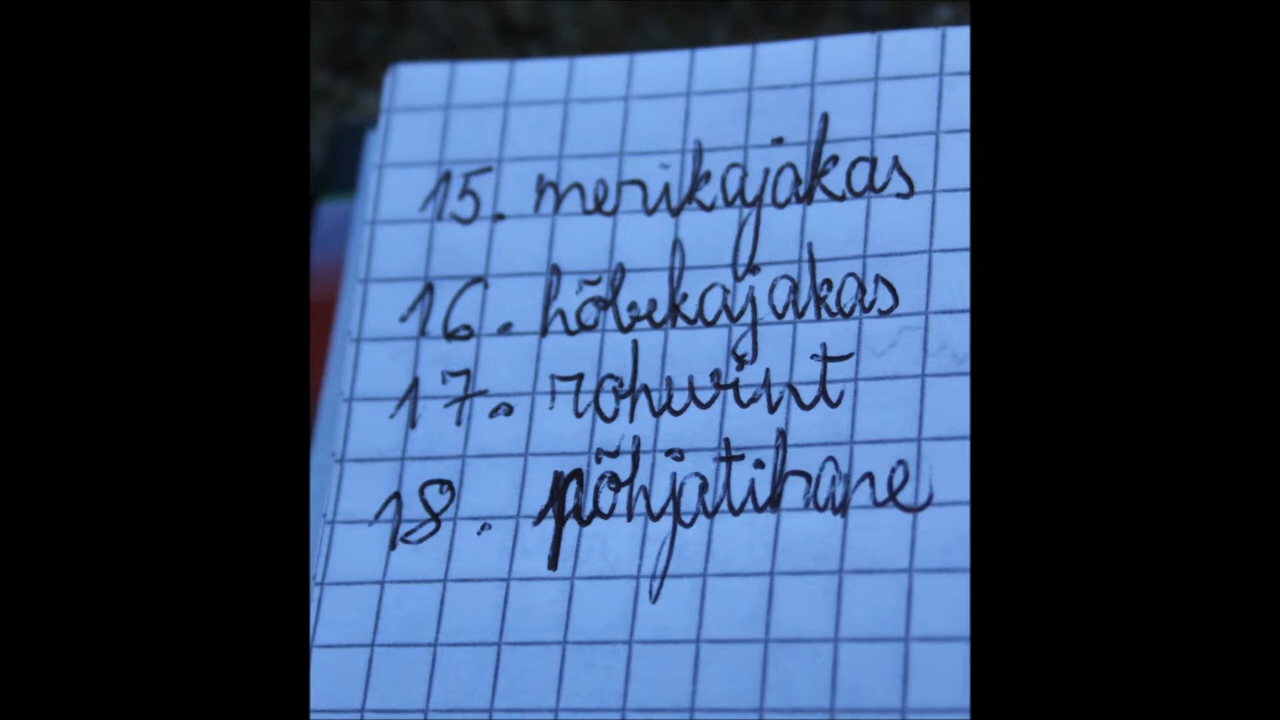 15. merikajakas
16. hõbekajakas
17. rohuvint
18. põhjatihane